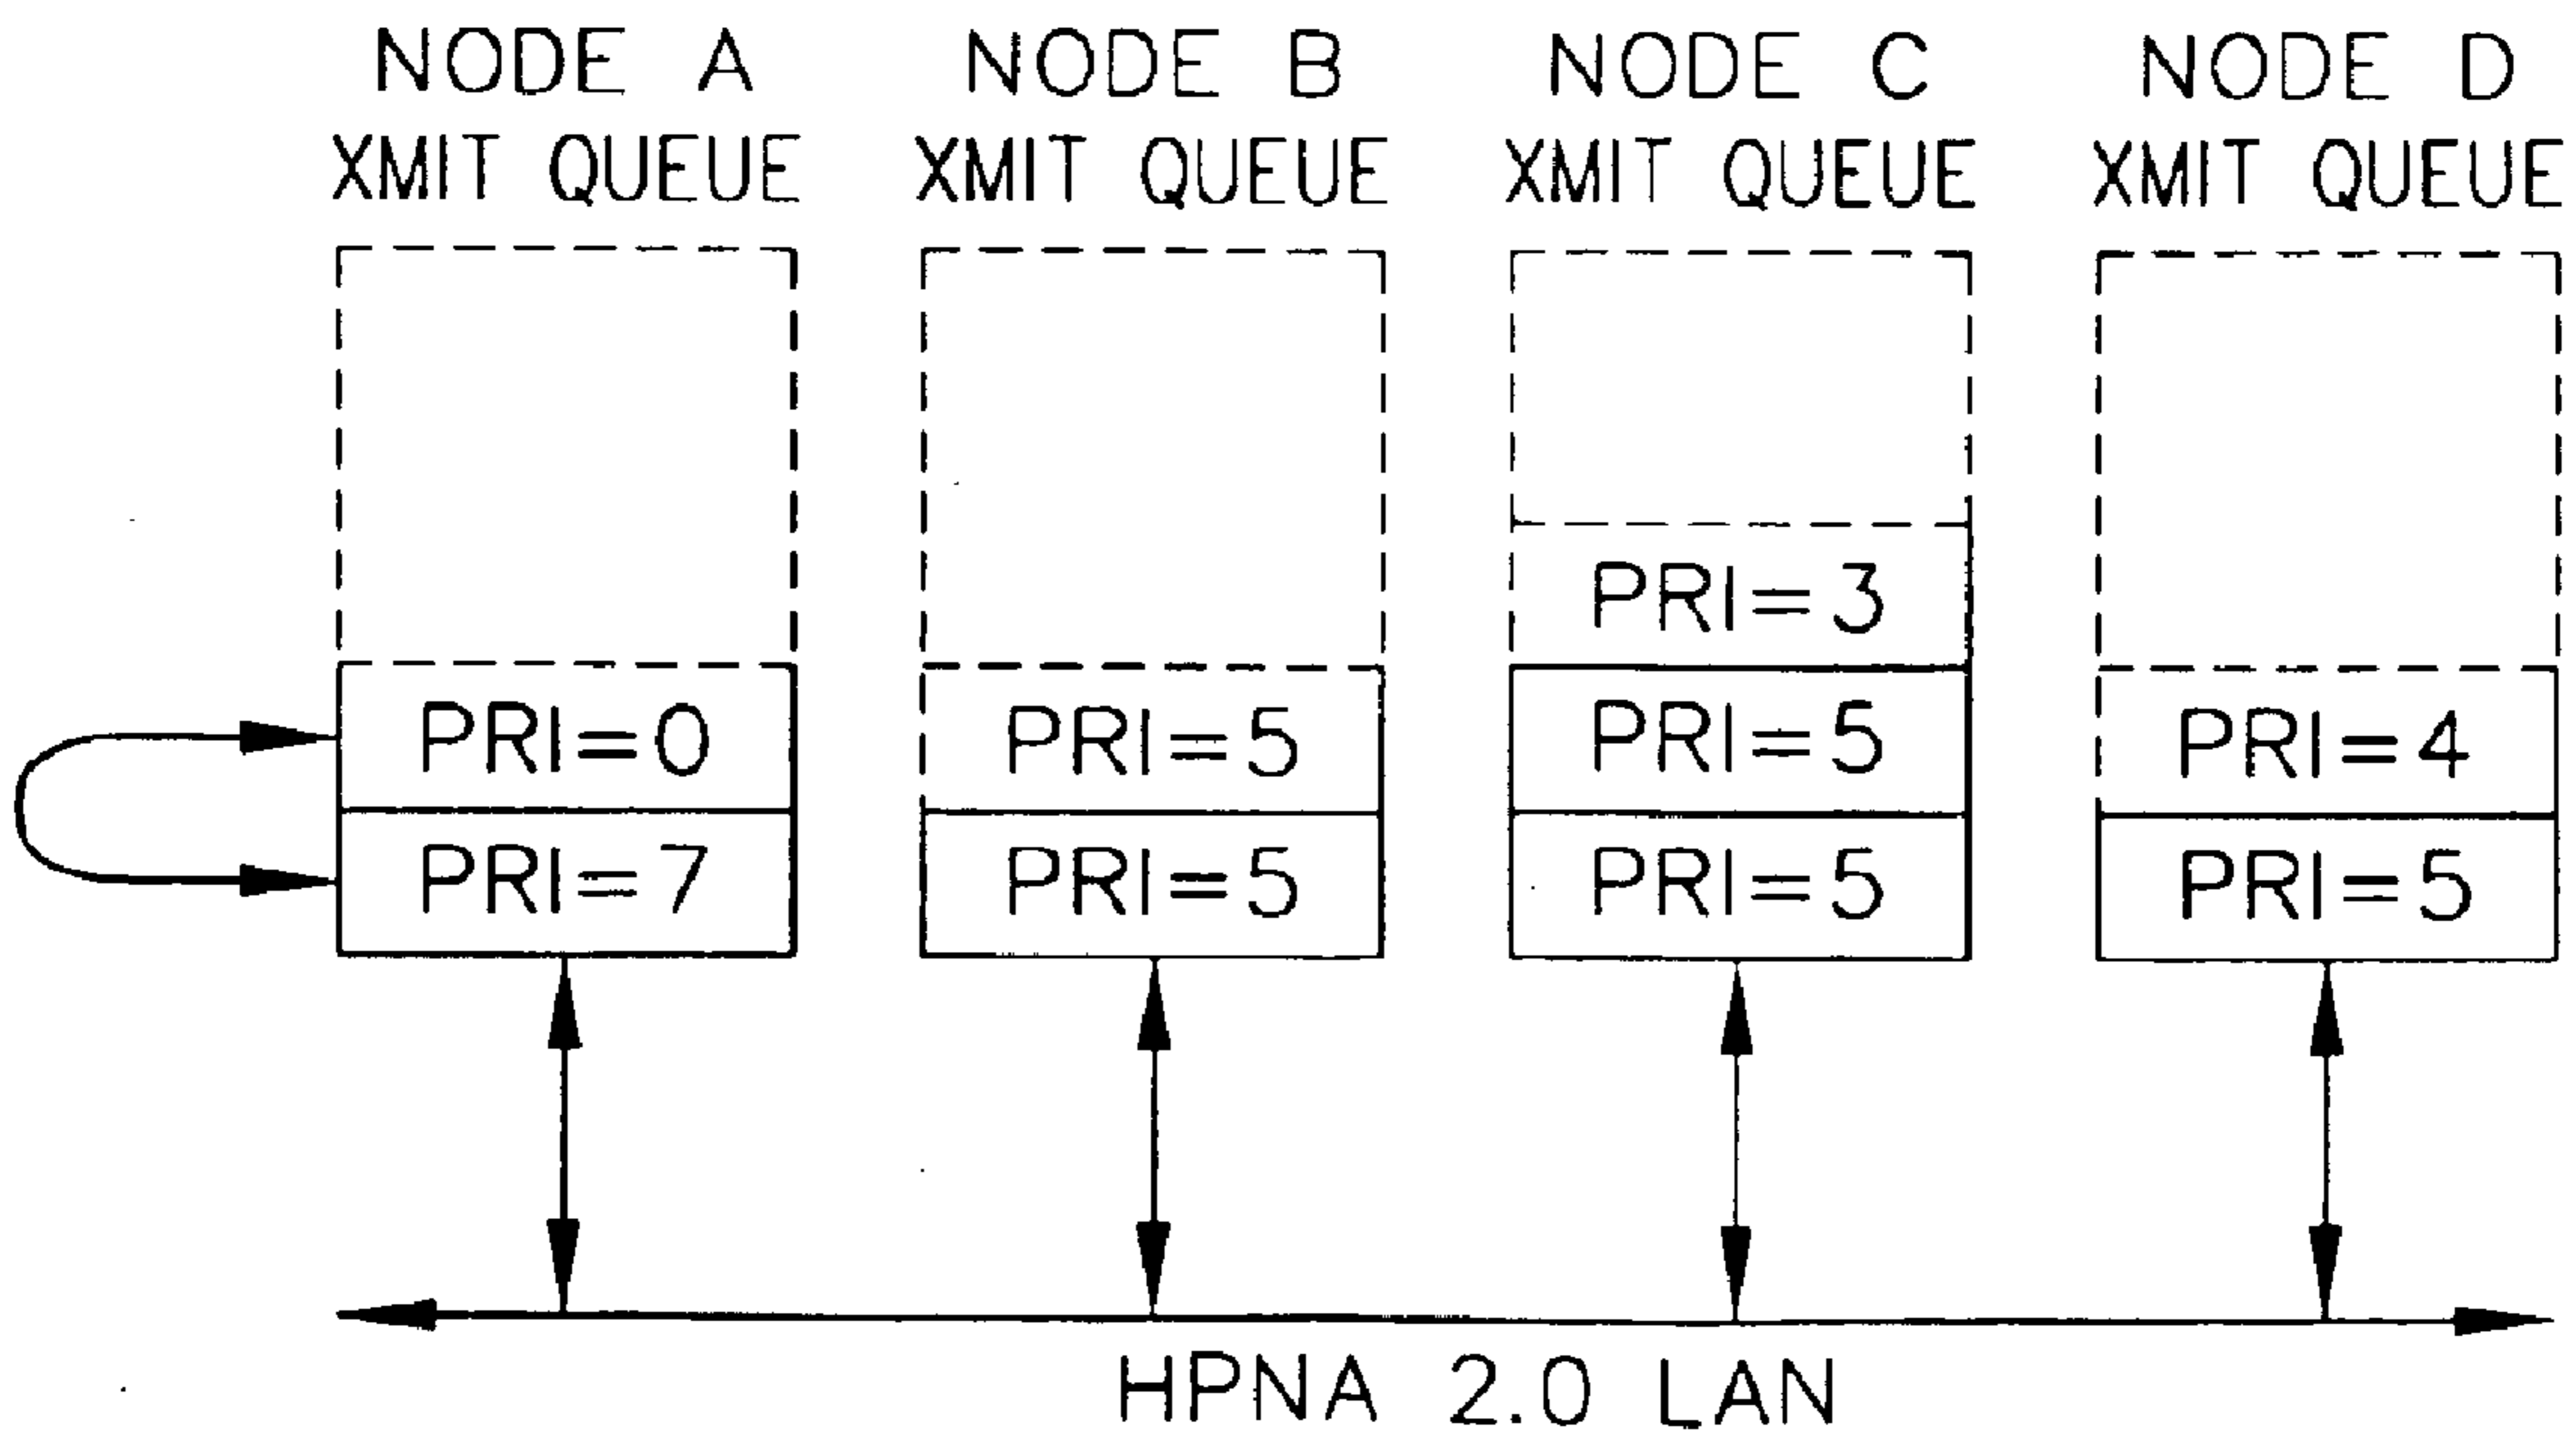 NODE A NODE B NODE C NODE D
XMIT QUEUE XMIT QUEUE XMIT QUEUE XMIT QUEUE
PRI=3
PRI=0 PRI=5 PRI=5 PRI=4
PRI=7 PRI=5 PRI=5 PRI=5
HPNA 2.0 LAN